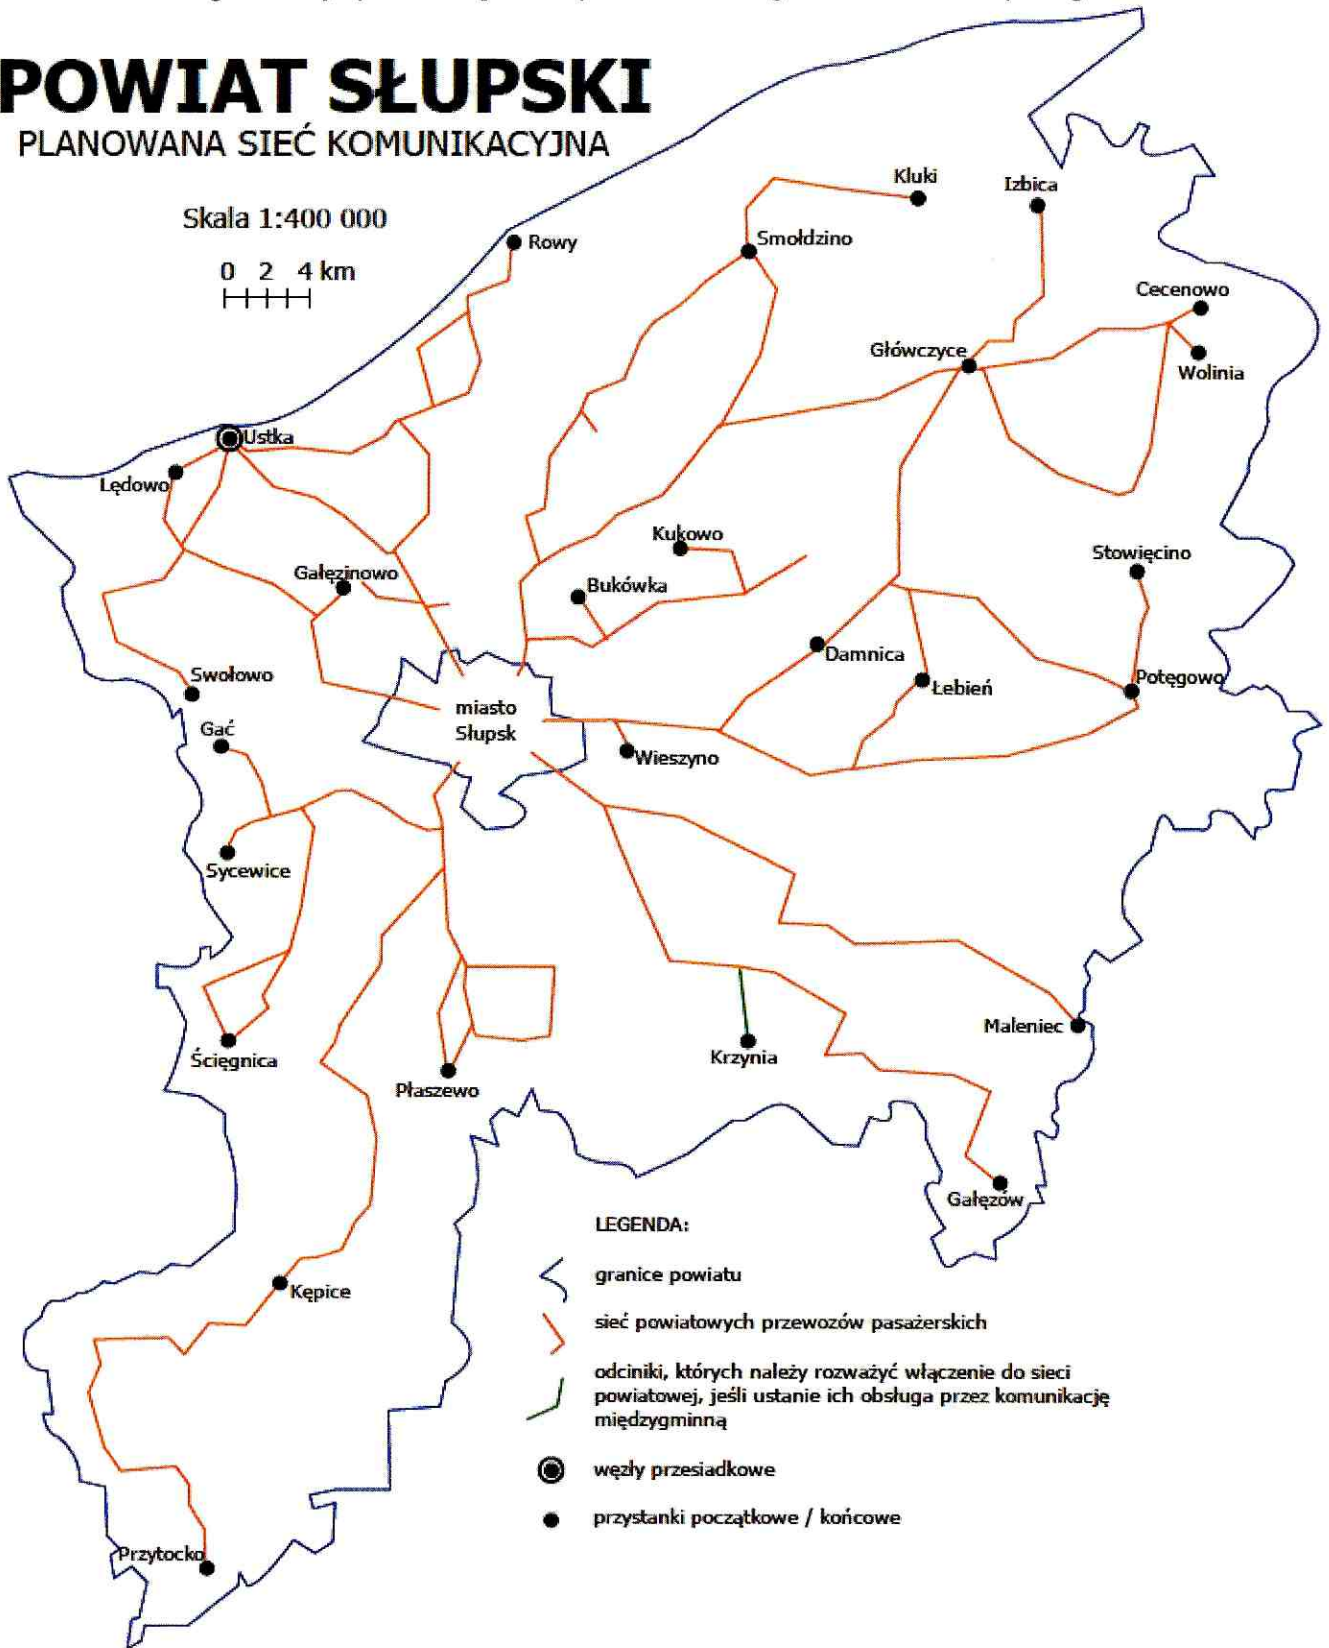 POWIAT SŁUPSKI
PLANOWANA SIEĆ KOMUNIKACYJNA
Skala 1:400 000
0 2 4 km
Kluki
Izbica
Rowy
Smołdzino
Cecenowo
Główczyce
Wolinia
Ustka
Lędowo
Kukowo
Stowięcino
Gałęzinowo
Bukówka
Damnica
Swołowo
Łebień
Potęgowo
miasto
Słupsk
Gać
Wieszyno
Sycewice
Maleniec
Ścięgnica
Krzynia
Płaszewo
Gałęzów
LEGENDA:
granice powiatu
Kępice
sieć powiatowych przewozów pasażerskich
odciniki, których należy rozważyć włączenie do sieci
powiatowej, jeśli ustanie ich obsługa przez komunikację
międzygminną
węzły przesiadkowe
przystanki początkowe / końcowe
Przytocko